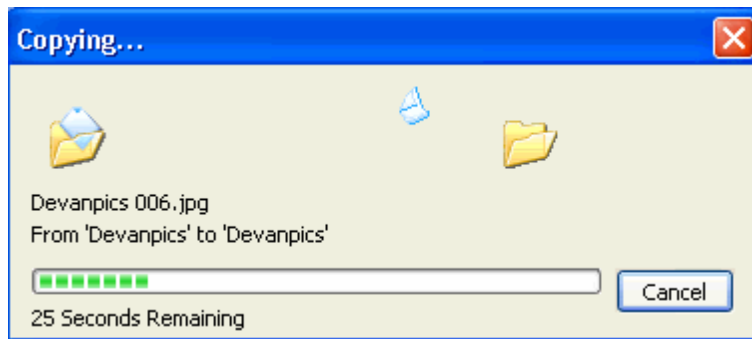 Copying...
Devanpics 006.jpg
From 'Devanpics' to 'Devanpics'
Cancel
25 Seconds Remaining